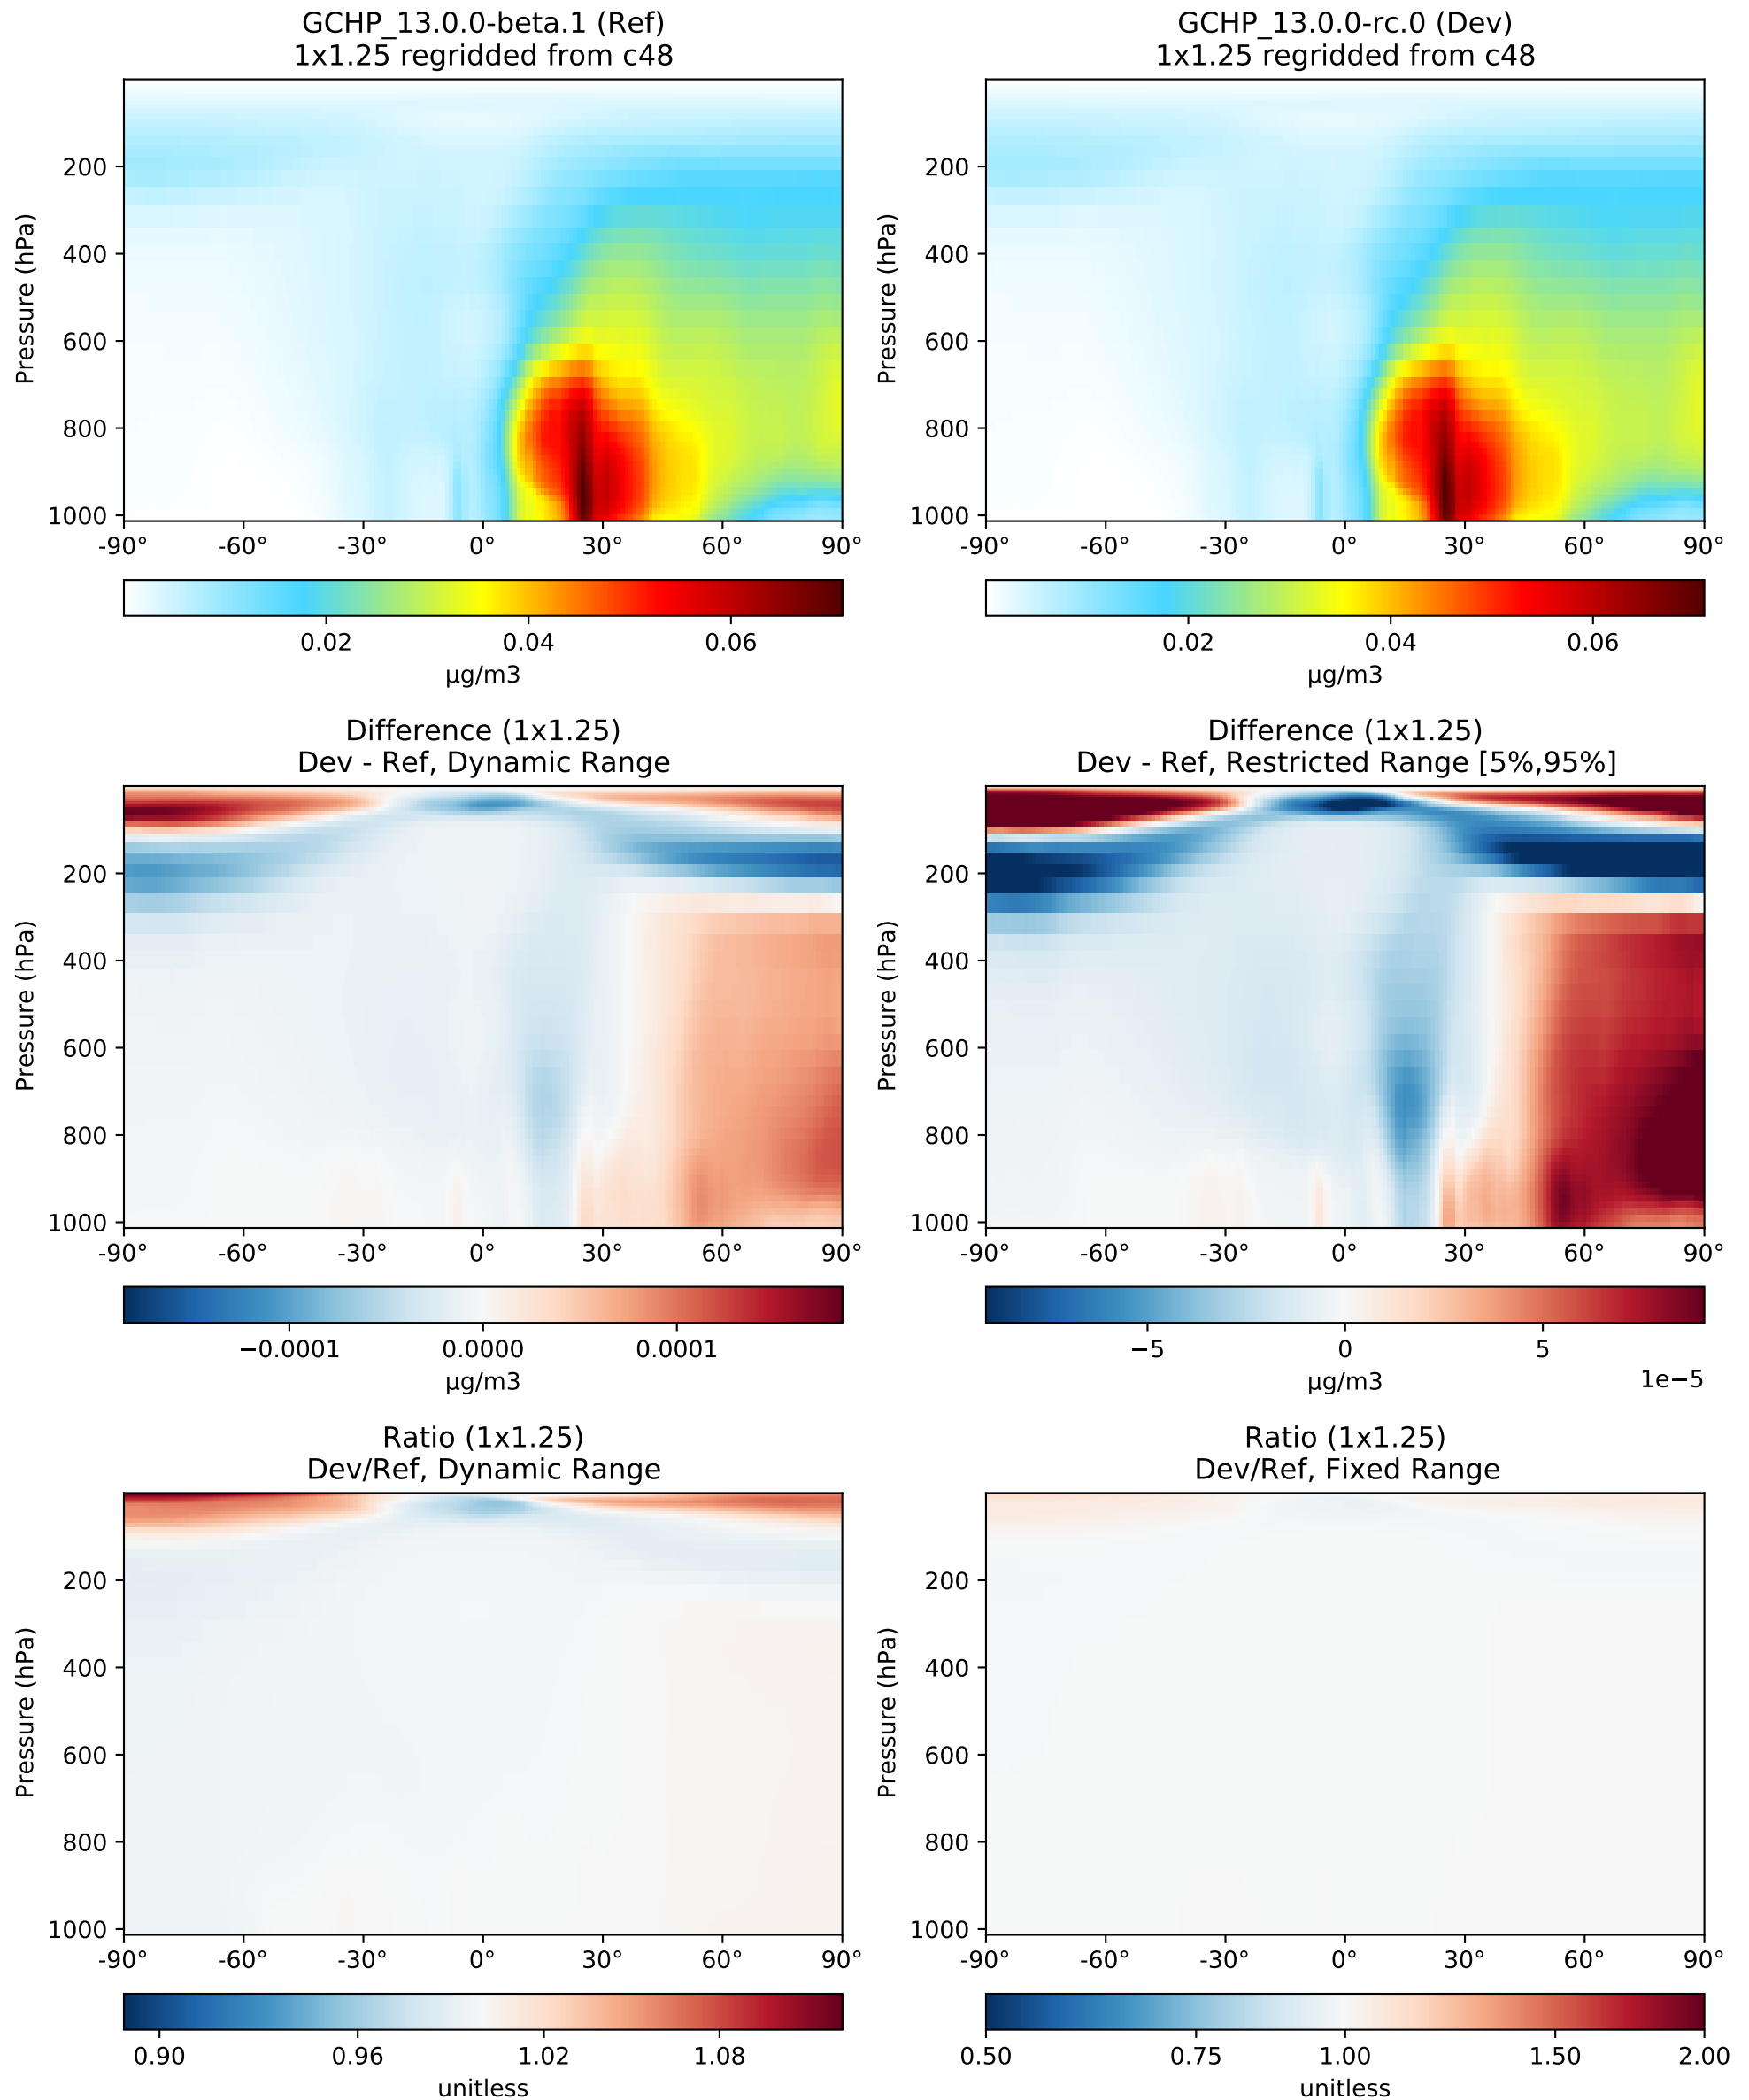 GCHP_13.0.0-beta.1 (Ref)
1x1.25 regridded from c48
Pressure (hPa)
200
400
600
800
1000
-90° -60° -30° 0° 30° 60° 90°
0.02 0.04 0.06
µg/m3
GCHP_13.0.0-rc.0 (Dev)
1x1.25 regridded from c48
Pressure (hPa)
200
400
600
800
1000
-90° -60° -30° 0° 30° 60° 90°
0.02 0.04 0.06
µg/m3
Difference (1x1.25)
Dev - Ref, Dynamic Range
Pressure (hPa)
200
400
600
800
1000
-90° -60° -30° 0° 30° 60° 90°
−0.0001 0.0000 0.0001
µg/m3
Difference (1x1.25)
Dev - Ref, Restricted Range [5%,95%]
Pressure (hPa)
200
400
600
800
1000
-90° -60° -30° 0° 30° 60° 90°
−5 0 5
µg/m3 1e−5
Ratio (1x1.25)
Dev/Ref, Dynamic Range
Pressure (hPa)
200
400
600
800
1000
-90° -60° -30° 0° 30° 60° 90°
0.90 0.96 1.02 1.08
unitless
Ratio (1x1.25)
Dev/Ref, Fixed Range
Pressure (hPa)
200
400
600
800
1000
-90° -60° -30° 0° 30° 60° 90°
0.50 0.75 1.00 1.50 2.00
unitless